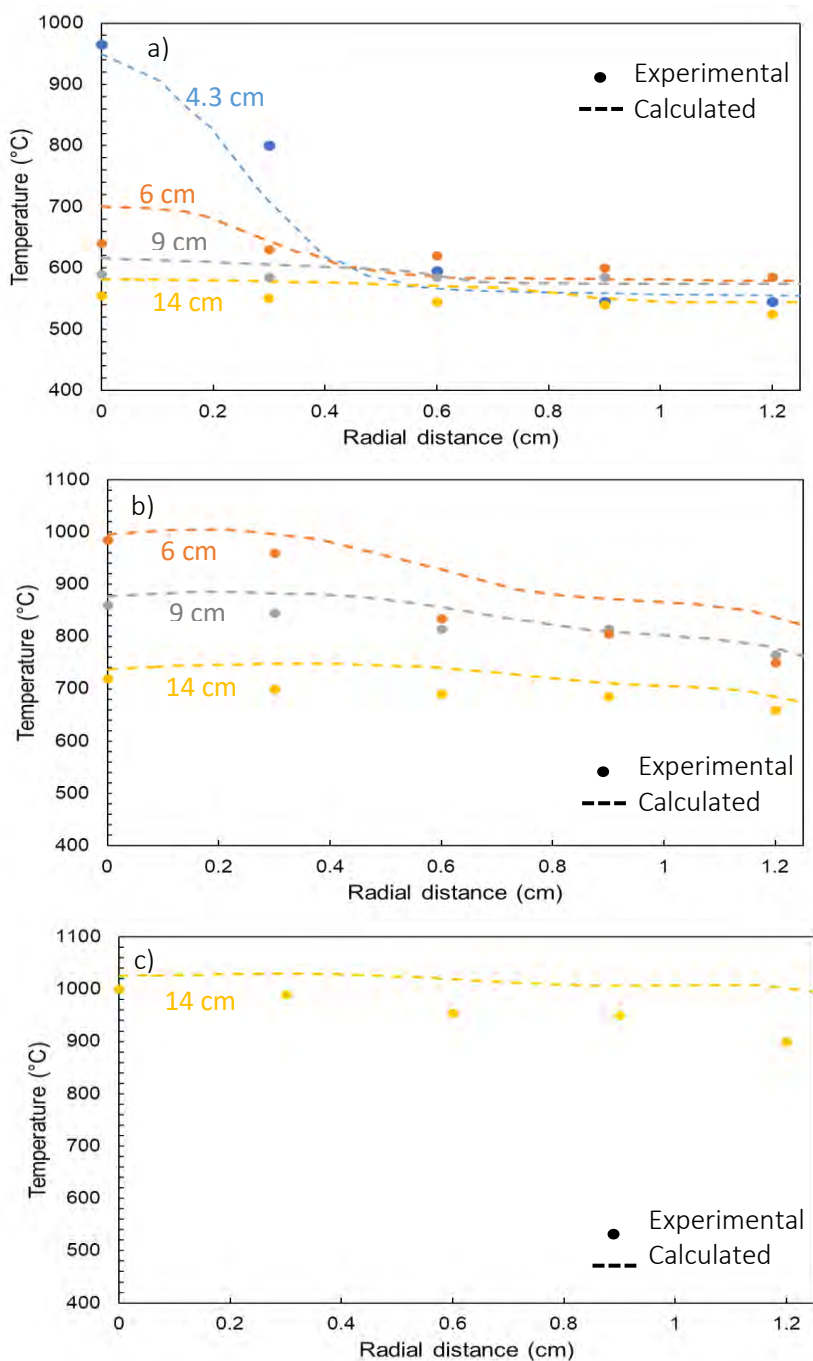 a)
Experimental
Calculated
4.3 cm
6 cm
9 cm
14 cm
1000
900
800
700
600
500
400
Temperature (°C)
0 0.2 0.4 0.6 0.8 1 1.2
Radial distance (cm)
b)
6 cm
9 cm
14 cm
Experimental
Calculated
1100
1000
900
800
700
600
500
400
Temperature (°C)
0 0.2 0.4 0.6 0.8 1 1.2
Radial distance (cm)
c)
14 cm
Experimental
Calculated
1100
1000
900
800
700
600
500
400
Temperature (°C)
0 0.2 0.4 0.6 0.8 1 1.2
Radial distance (cm)